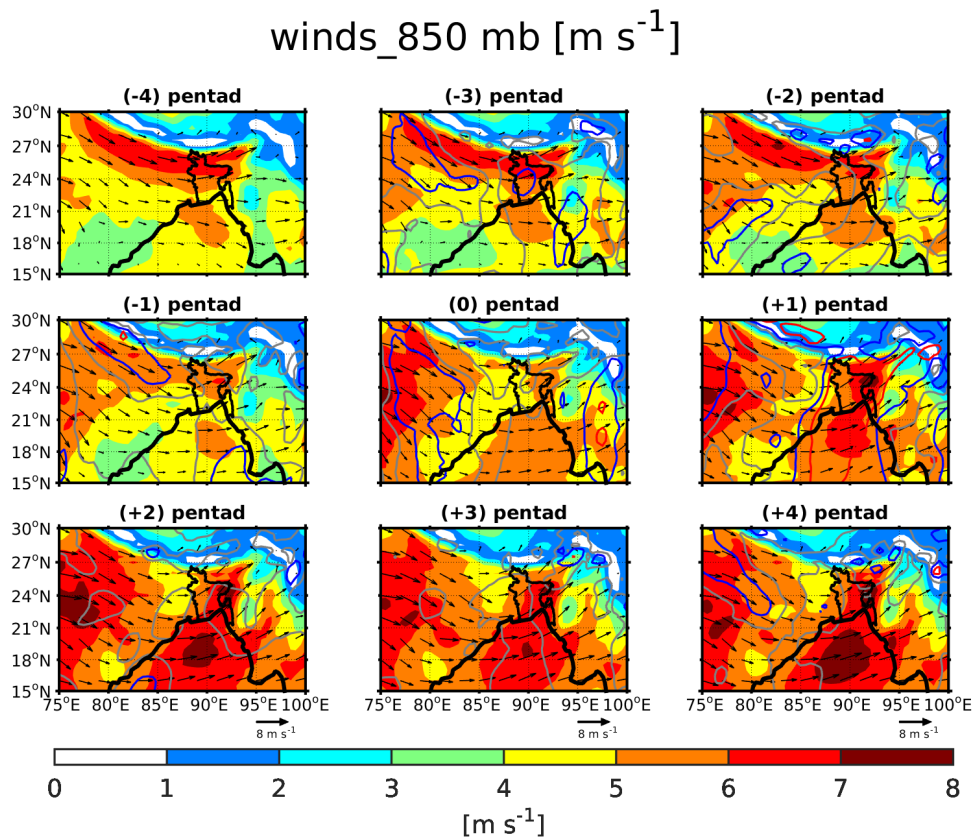 winds_850 mb [m s-1]
(-4) pentad (-3) pentad (-2) pentad
30°N
27°N
24°N
21°N
18°N
15°N
(-1) pentad (0) pentad (+1) pentad
30°N
27°N
24°N
21°N
18°N
15°N
(+2) pentad (+3) pentad (+4) pentad
30°N
27°N
24°N
21°N
18°N
15°N
75°E 80°E 85°E 90°E 95°E 100°E 75°E 80°E 85°E 90°E 95°E 100°E 75°E 80°E 85°E 90°E 95°E 100°E
8 m s-1 8 m s-1 8 m s-1
0 1 2 3 4 5 6 7 8
[m s-1]